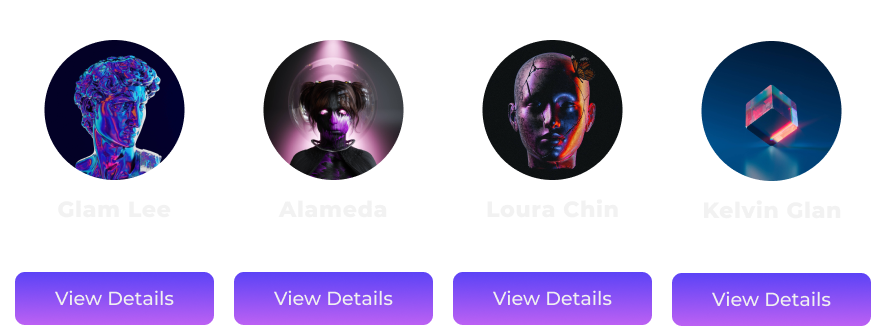 Glam Lee
Alameda
Loura Chin
Kelvin Glan
View Details
View Details
View Details
View Details